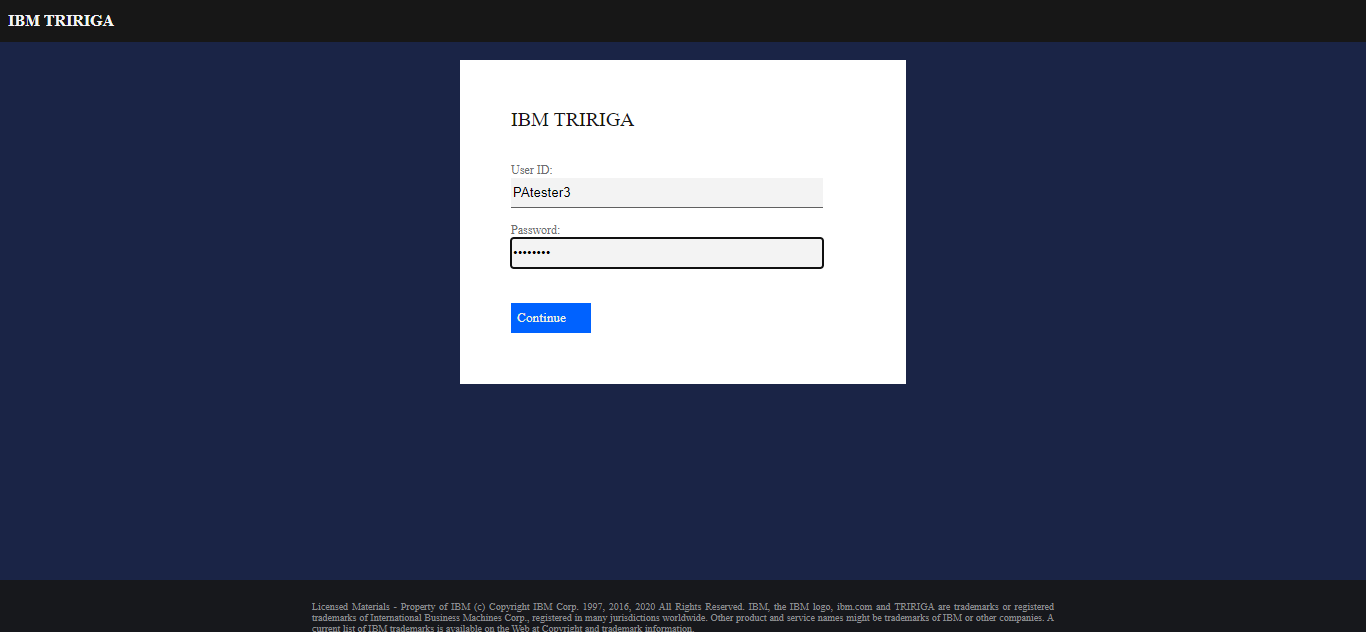 IBM TRIRIGA
IBM TRIRIGA
User ID:
PAtester3
Password:
••••••••
Continue
Licensed Materials - Property of IBM (c) Copyright IBM Corp. 1997, 2016, 2020 All Rights Reserved. IBM, the IBM logo, ibm.com and TRIRIGA are trademarks or registered
trademarks of International Business Machines Corp., registered in many jurisdictions worldwide. Other product and service names might be trademarks of IBM or other companies. A
current list of IBM trademarks is available on the Web at Copyright and trademark information.